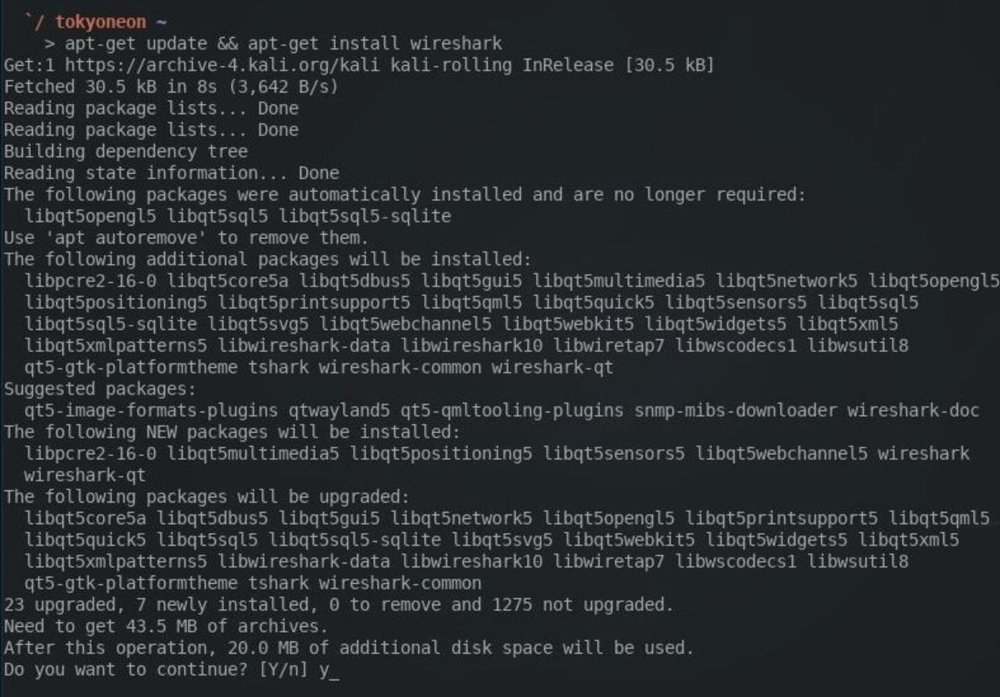 `/ tokyoneon ~
> apt-get update && apt-get install wireshark
Get:1 https://archive-4.kali.org/kali kali-rolling InRelease [30.5 kB]
Fetched 30.5 kB in 8s (3,642 B/s)
Reading package lists... Done
Reading package lists... Done
Building dependency tree
Reading state information... Done
The following packages were automatically installed and are no longer required:
libqt5opengl5 libqt5sql5 libqt5sql5-sqlite
Use 'apt autoremove' to remove them.
The following additional packages will be installed:
libpcre2-16-0 libqt5core5a libqt5dbus5 libqt5gui5 libqt5multimedia5 libqt5network5 libqt5opengl5
libqt5positioning5 libqt5printsupport5 libqt5qml5 libqt5quick5 libqt5sensors5 libqt5sql5
libqt5sql5-sqlite libqt5svg5 libqt5webchannel5 libqt5webkit5 libqt5widgets5 libqt5xml5
libqt5xmlpatterns5 libwireshark-data libwireshark10 libwiretap7 libwscodecs1 libwsutil8
qt5-gtk-platformtheme tshark wireshark-common wireshark-qt
Suggested packages:
qt5-image-formats-plugins qtwayland5 qt5-qmltooling-plugins snmp-mibs-downloader wireshark-doc
The following NEW packages will be installed:
libpcre2-16-0 libqt5multimedia5 libqt5positioning5 libqt5sensors5 libqt5webchannel5 wireshark
wireshark-qt
The following packages will be upgraded:
libqt5core5a libqt5dbus5 libqt5gui5 libqt5network5 libqt5opengl5 libqt5printsupport5 libqt5qml5
libqt5quick5 libqt5sql5 libqt5sql5-sqlite libqt5svg5 libqt5webkit5 libqt5widgets5 libqt5xml5
libqt5xmlpatterns5 libwireshark-data libwireshark10 libwiretap7 libwscodecs1 libwsutil8
qt5-gtk-platformtheme tshark wireshark-common
23 upgraded, 7 newly installed, 0 to remove and 1275 not upgraded.
Need to get 43.5 MB of archives.
After this operation, 20.0 MB of additional disk space will be used.
Do you want to continue? [Y/n] y_